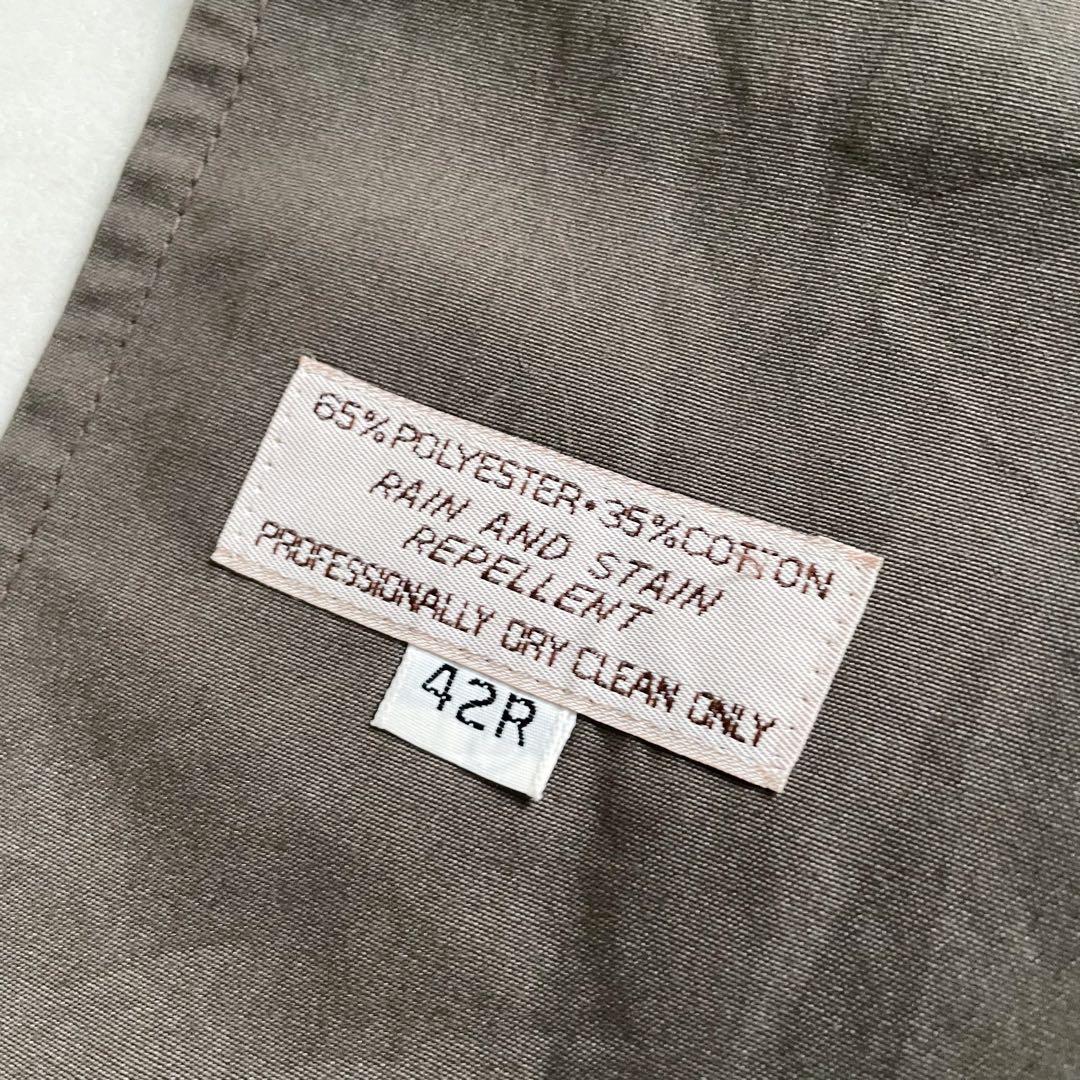 65% POLYESTER • 35% COTTON
RAIN AND STAIN
REPELLENT
PROFESSIONALLY DRY CLEAN ONLY
42R